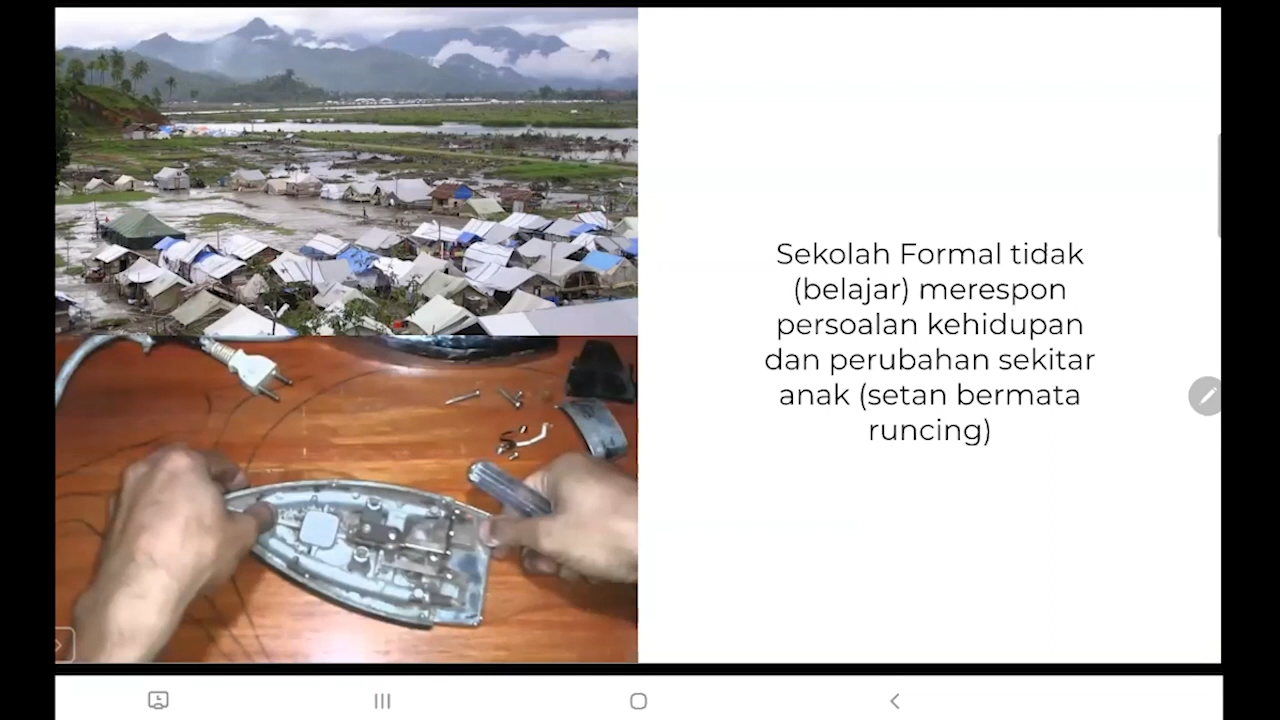 Sekolah Formal tidak
(belajar) merespon
persoalan kehidupan
dan perubahan sekitar
anak (setan bermata
runcing)